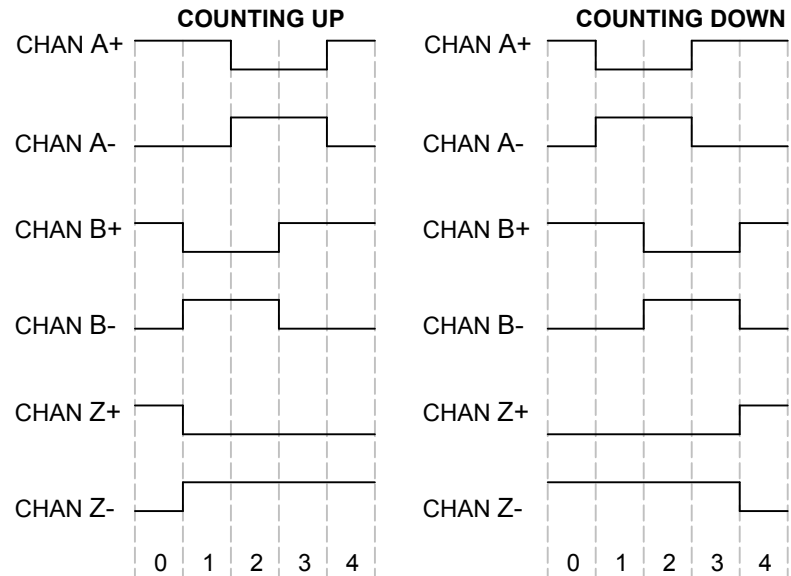 COUNTING UP
CHAN A+
CHAN A-
CHAN B+
CHAN B-
CHAN Z+
CHAN Z-
0 1 2 3 4
COUNTING DOWN
CHAN A+
CHAN A-
CHAN B+
CHAN B-
CHAN Z+
CHAN Z-
0 1 2 3 4